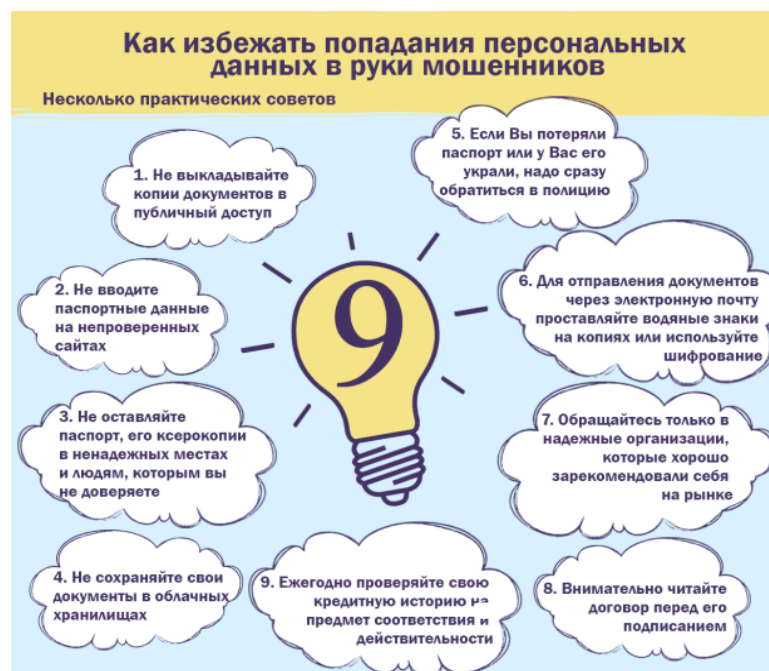 Как избежать попадания персональных
данных в руки мошенников
Несколько практических советов
1. Не выкладывайте
копии документов в
публичный доступ
2. Не вводите
паспортные данные
на непроверенных
сайтах
3. Не оставляйте
паспорт, его ксерокопии
в ненадежных местах
и людям, которым вы
не доверяете
4. Не сохраняйте свои
документы в облачных
хранилищах
5. Если Вы потеряли
паспорт или у Вас его
украли, надо сразу
обратиться в полицию
6. Для отправления документов
через электронную почту
проставляйте водяные знаки
на копиях или используйте
шифрование
7. Обращайтесь только в
надежные организации,
которые хорошо
зарекомендовали себя
на рынке
8. Внимательно читайте
договор перед его
подписанием
9. Ежегодно проверяйте свою
кредитную историю на
предмет соответствия и
действительности
9